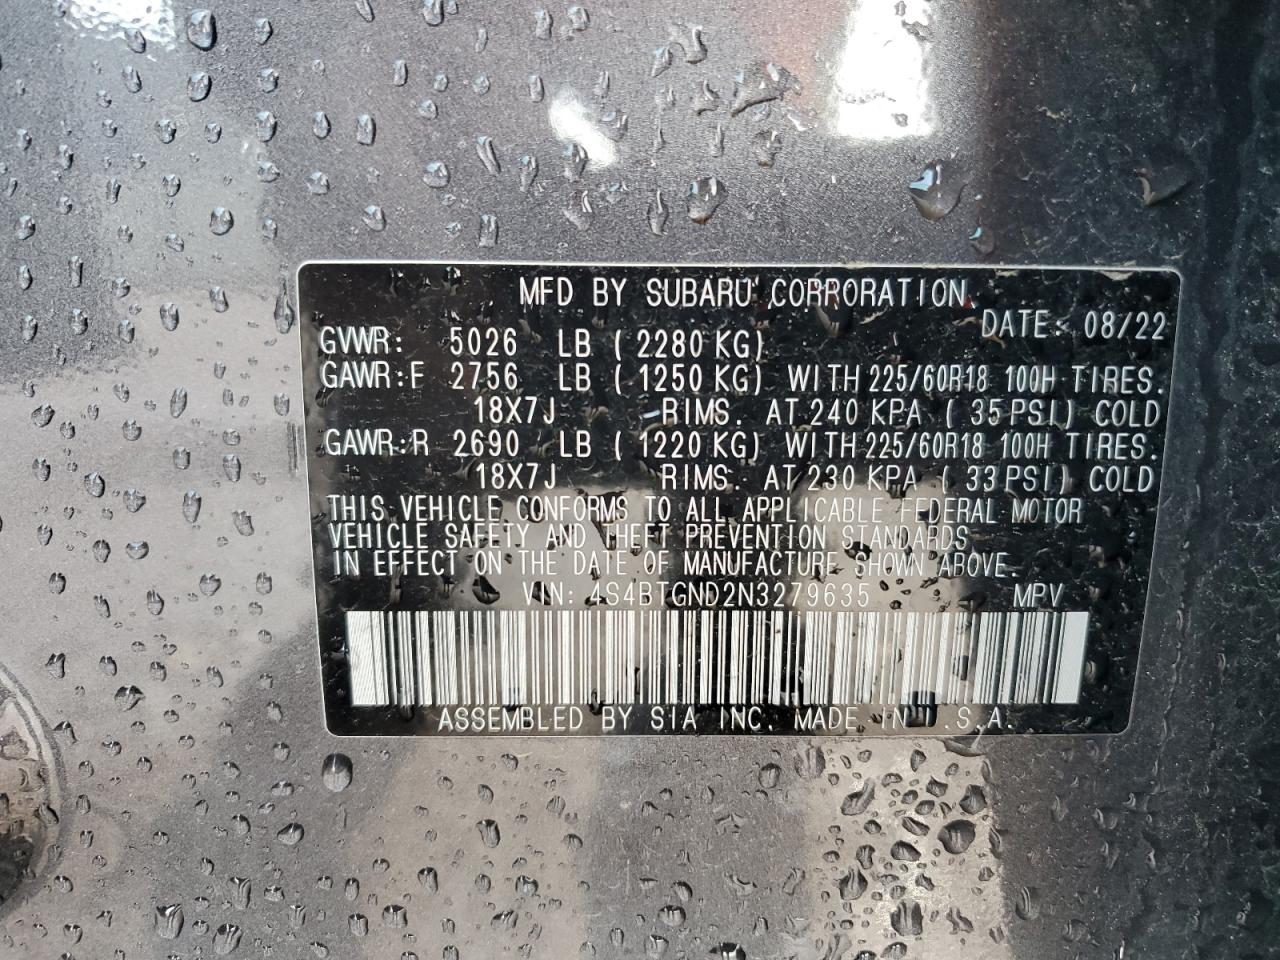 MFD BY SUBARU CORPORATION
DATE: 08/22
GVWR: 5026 LB ( 2280 KG)
GAWR:F 2756 LB ( 1250 KG) WITH 225/60R18 100H TIRES.
18X7J RIMS. AT 240 KPA ( 35 PSI) COLD
GAWR:R 2690 LB ( 1220 KG) WITH 225/60R18 100H TIRES.
18X7J RIMS. AT 230 KPA ( 33 PSI) COLD
THIS VEHICLE CONFORMS TO ALL APPLICABLE FEDERAL MOTOR
VEHICLE SAFETY AND THEFT PREVENTION STANDARDS
IN EFFECT ON THE DATE OF MANUFACTURE SHOWN ABOVE.
VIN: 4S4BTGND2N3279635 MPV
ASSEMBLED BY SIA INC. MADE IN U.S.A.